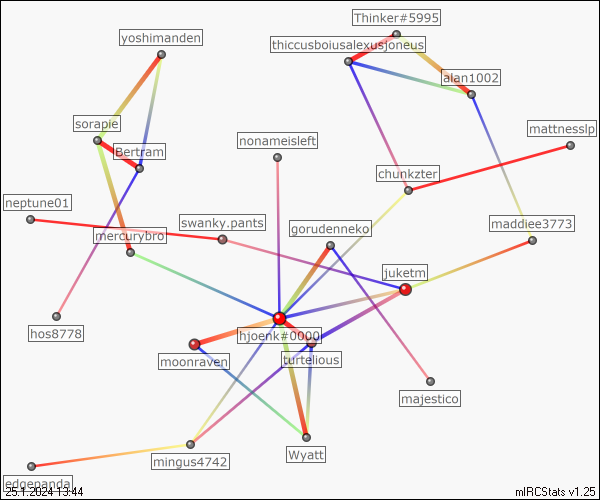 Thinker#5995
yoshimanden
thiccusboiusalexusjoneus
alan1002
sorapie
mattnesslp
nonameisleft
Bertram
chunkzter
neptune01
swanky.pants
maddiee3773
gorudenneko
mercurybro
juketm
hos8778
hjoenk#0000
moonraven
turtelious
majestico
Wyatt
mingus4742
edgepanda
25.1.2024 13:44
mIRCStats v1.25